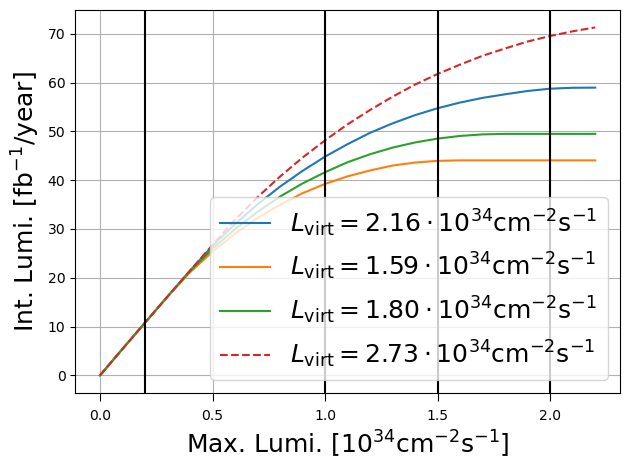 70
60
50
40
30
20
10
0
Int. Lumi. [fb⁻¹/year]
L_virt = 2.16 · 10³⁴cm⁻²s⁻¹
L_virt = 1.59 · 10³⁴cm⁻²s⁻¹
L_virt = 1.80 · 10³⁴cm⁻²s⁻¹
L_virt = 2.73 · 10³⁴cm⁻²s⁻¹
0.0 0.5 1.0 1.5 2.0
Max. Lumi. [10³⁴cm⁻²s⁻¹]